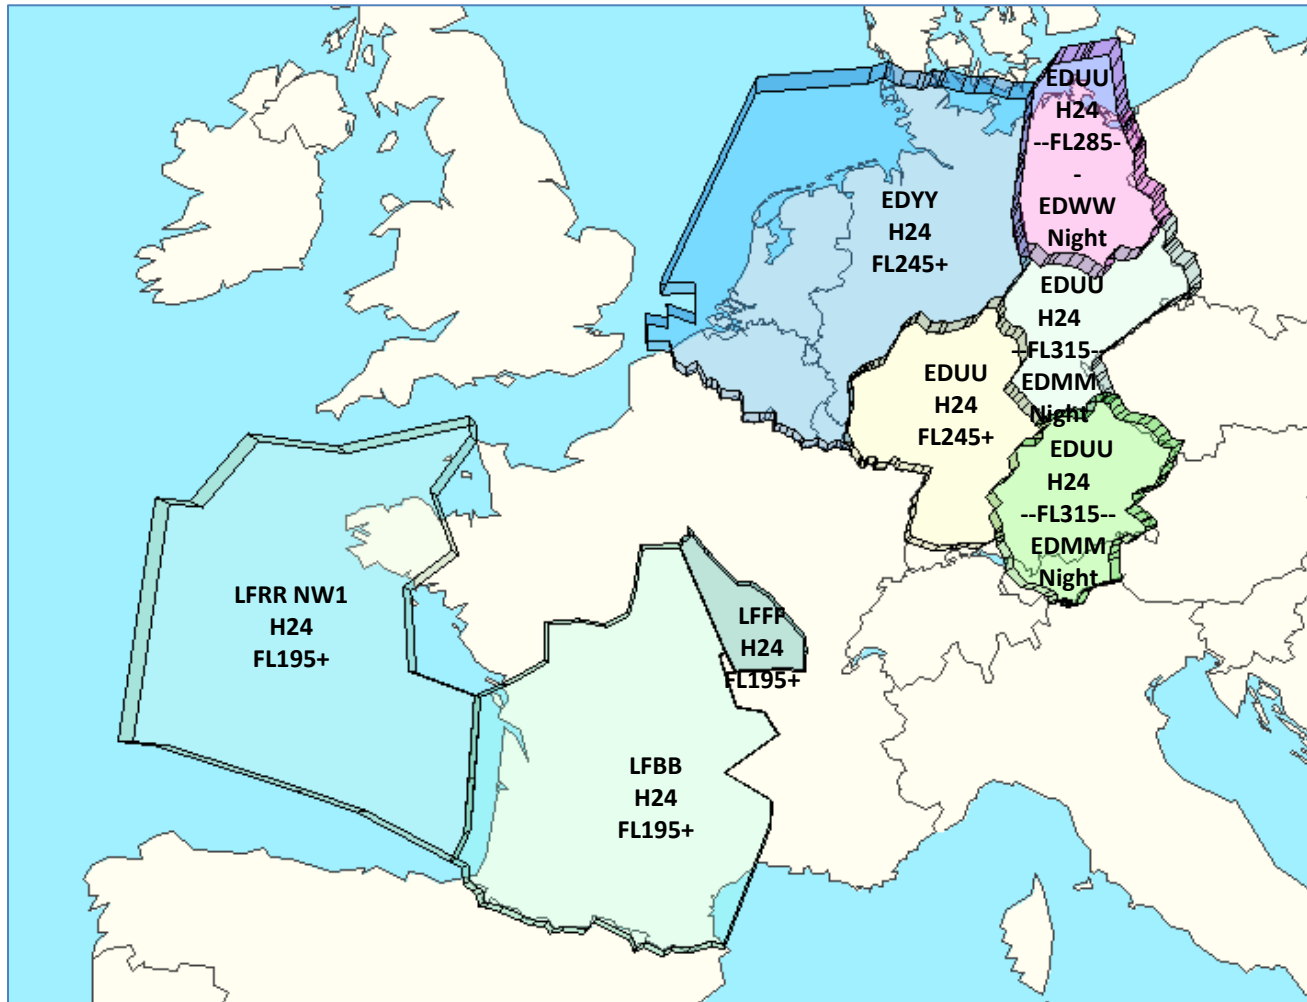 EDUU
H24
--FL285-
-
EDWW
Night
EDYY
H24
FL245+
EDUU
H24
--FL315--
EDMM
Night
EDUU
H24
FL245+
EDUU
H24
--FL315--
EDMM
Night
LFRR NW1
H24
FL195+
LFFF
H24
FL195+
LFBB
H24
FL195+